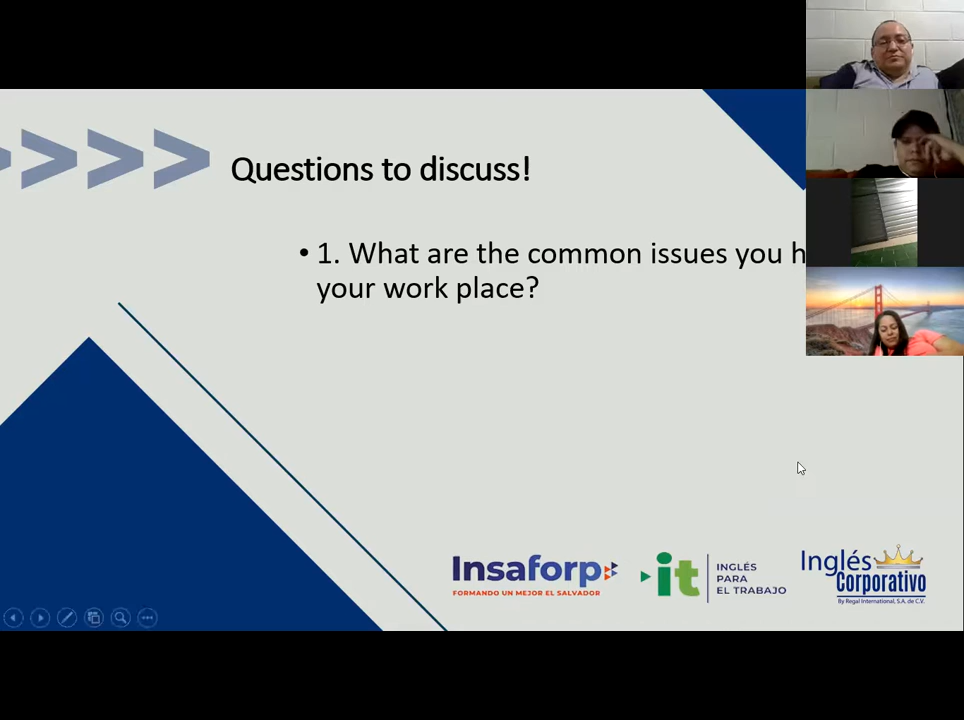 Questions to discuss!
• 1. What are the common issues you h
your work place?
Insaforp
FORMANDO UN MEJOR EL SALVADOR
it
INGLÉS
PARA
EL TRABAJO
Inglés
Corporativo
By Regal International, S.A. de C.V.